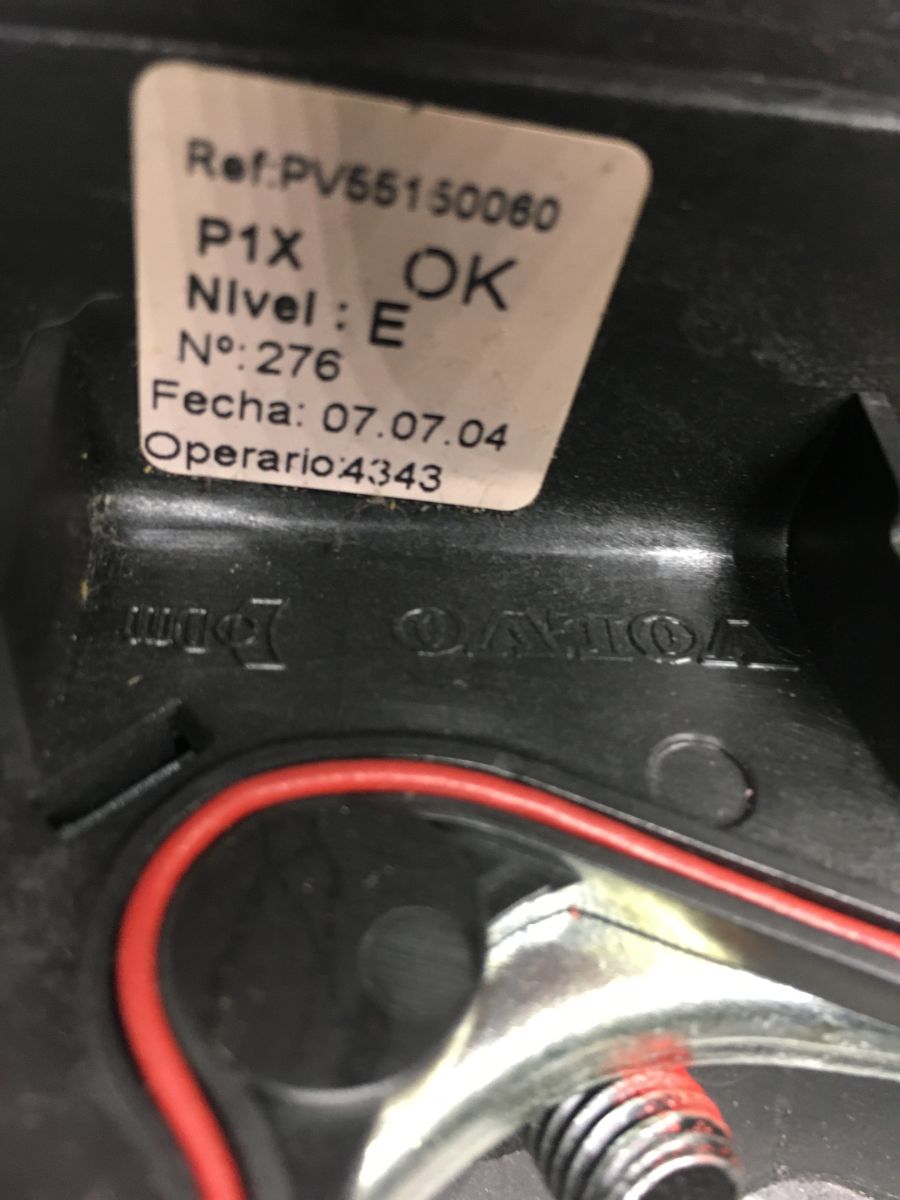 Ref:PV55150060
P1X
OK
Nivel : E
Nº: 276
Fecha: 07.07.04
Operario:4343
VOLVO